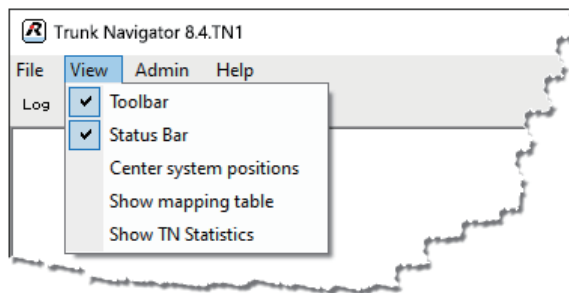 R Trunk Navigator 8.4.TN1
File View Admin Help
Log
Toolbar
Status Bar
Center system positions
Show mapping table
Show TN Statistics